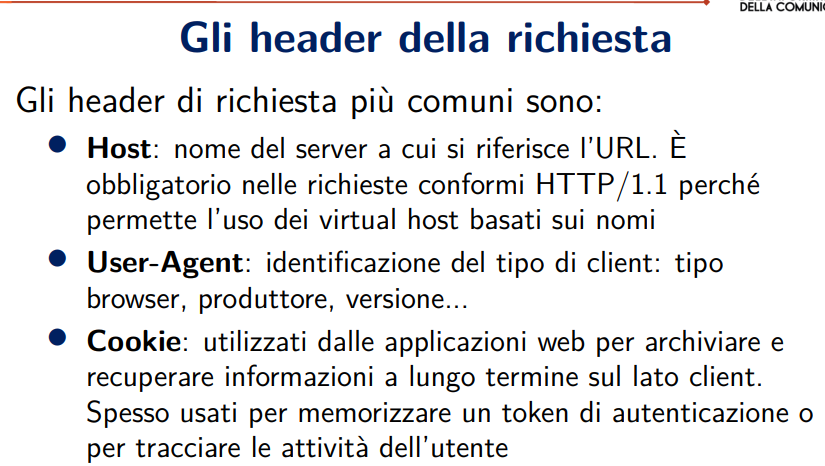 DELLA COMUNIC
Gli header della richiesta
Gli header di richiesta più comuni sono:
Host: nome del server a cui si riferisce l'URL. È
obbligatorio nelle richieste conformi HTTP/1.1 perché
permette l'uso dei virtual host basati sui nomi
User-Agent: identificazione del tipo di client: tipo
browser, produttore, versione...
Cookie: utilizzati dalle applicazioni web per archiviare e
recuperare informazioni a lungo termine sul lato client.
Spesso usati per memorizzare un token di autenticazione o
per tracciare le attività dell'utente